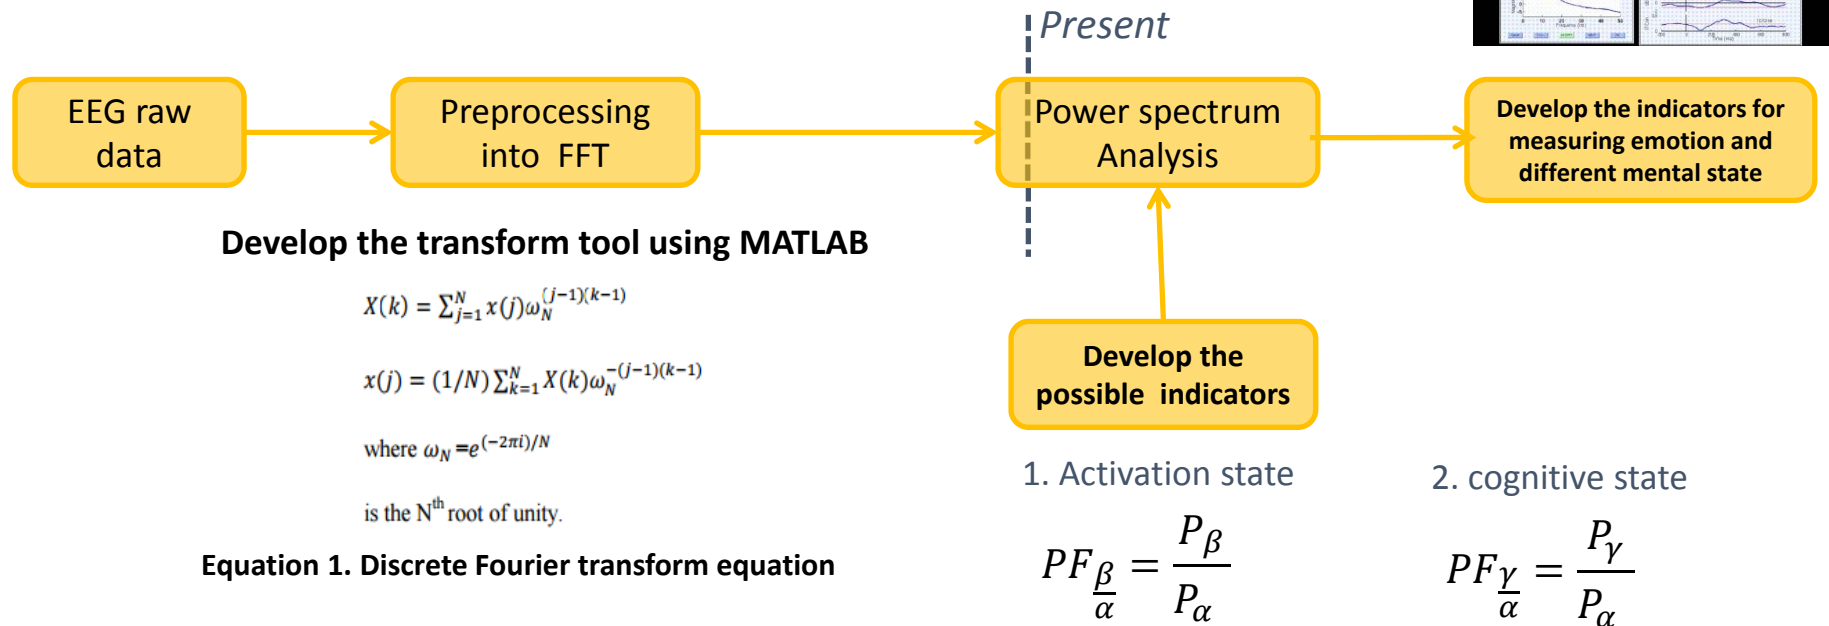 Present
EEG raw
data
Preprocessing
into FFT
Power spectrum
Analysis
Develop the indicators for
measuring emotion and
different mental state
Develop the transform tool using MATLAB
X(k) = ∑_{j=1}^{N} x(j)ω_N^{(j−1)(k−1)}
x(j) = (1/N) ∑_{k=1}^{N} X(k)ω_N^{−(j−1)(k−1)}
where ω_N =e^{(−2πi)/N}
is the N^{th} root of unity.
Equation 1. Discrete Fourier transform equation
Develop the
possible indicators
1. Activation state
PF_{β/α} = P_β / P_α
2. cognitive state
PF_{γ/α} = P_γ / P_α